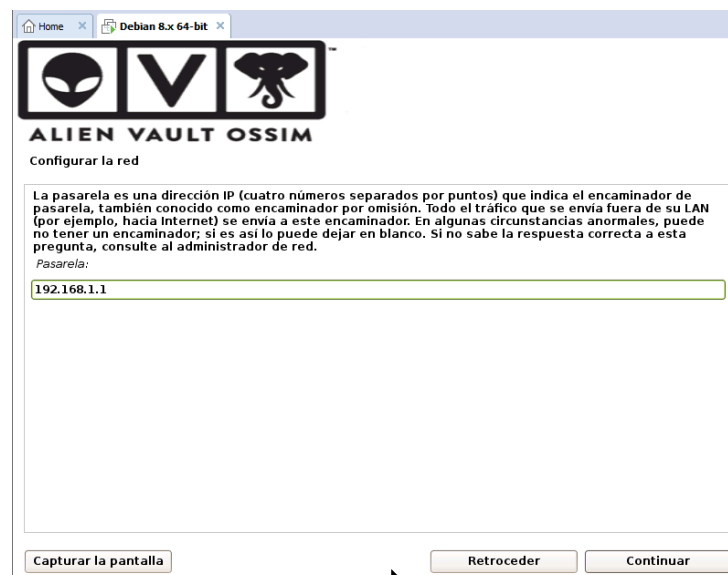 Home
Debian 8.x 64-bit
V
™
ALIEN VAULT OSSIM
Configurar la red
La pasarela es una dirección IP (cuatro números separados por puntos) que indica el encaminador de
pasarela, también conocido como encaminador por omisión. Todo el tráfico que se envía fuera de su LAN
(por ejemplo, hacia Internet) se envía a este encaminador. En algunas circunstancias anormales, puede
no tener un encaminador; si es así lo puede dejar en blanco. Si no sabe la respuesta correcta a esta
pregunta, consulte al administrador de red.
Pasarela:
192.168.1.1
Capturar la pantalla
Retroceder
Continuar